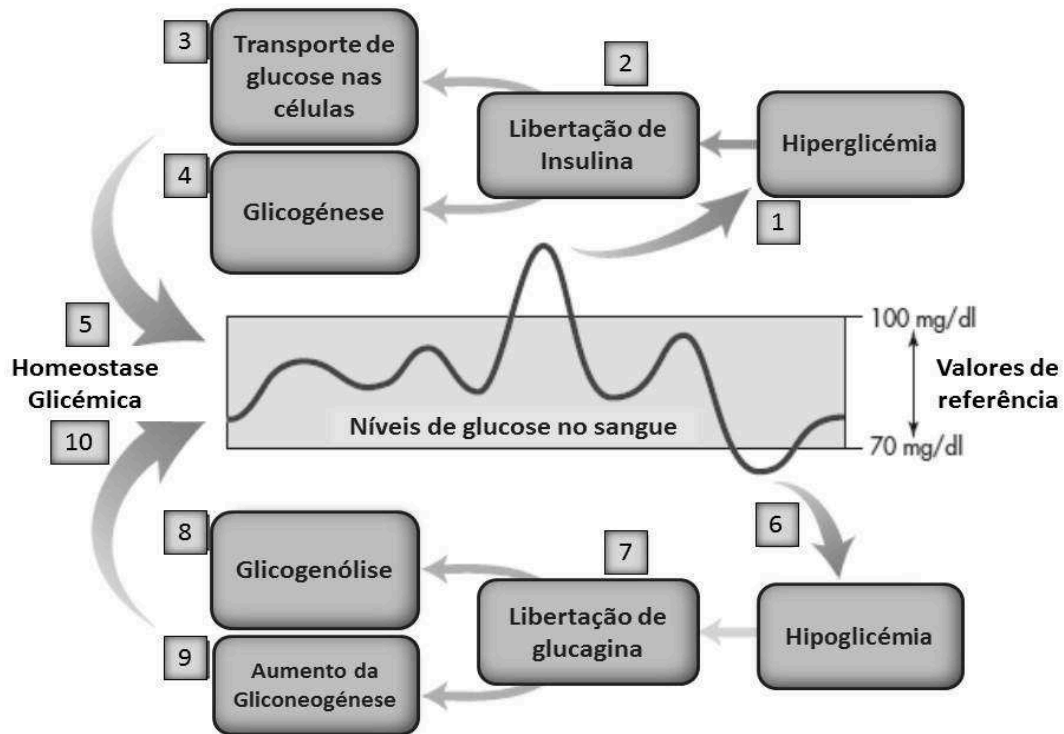 3
Transporte de
glucose nas
células
2
Libertação de
Insulina
Hiperglicémia
4
Glicogénese
1
5
Homeostase
Glicémica
10
100 mg/dl
Valores de
referência
70 mg/dl
Níveis de glucose no sangue
8
Glicogenólise
7
Libertação de
glucagina
6
Hipoglicémia
9
Aumento da
Gliconeogénese